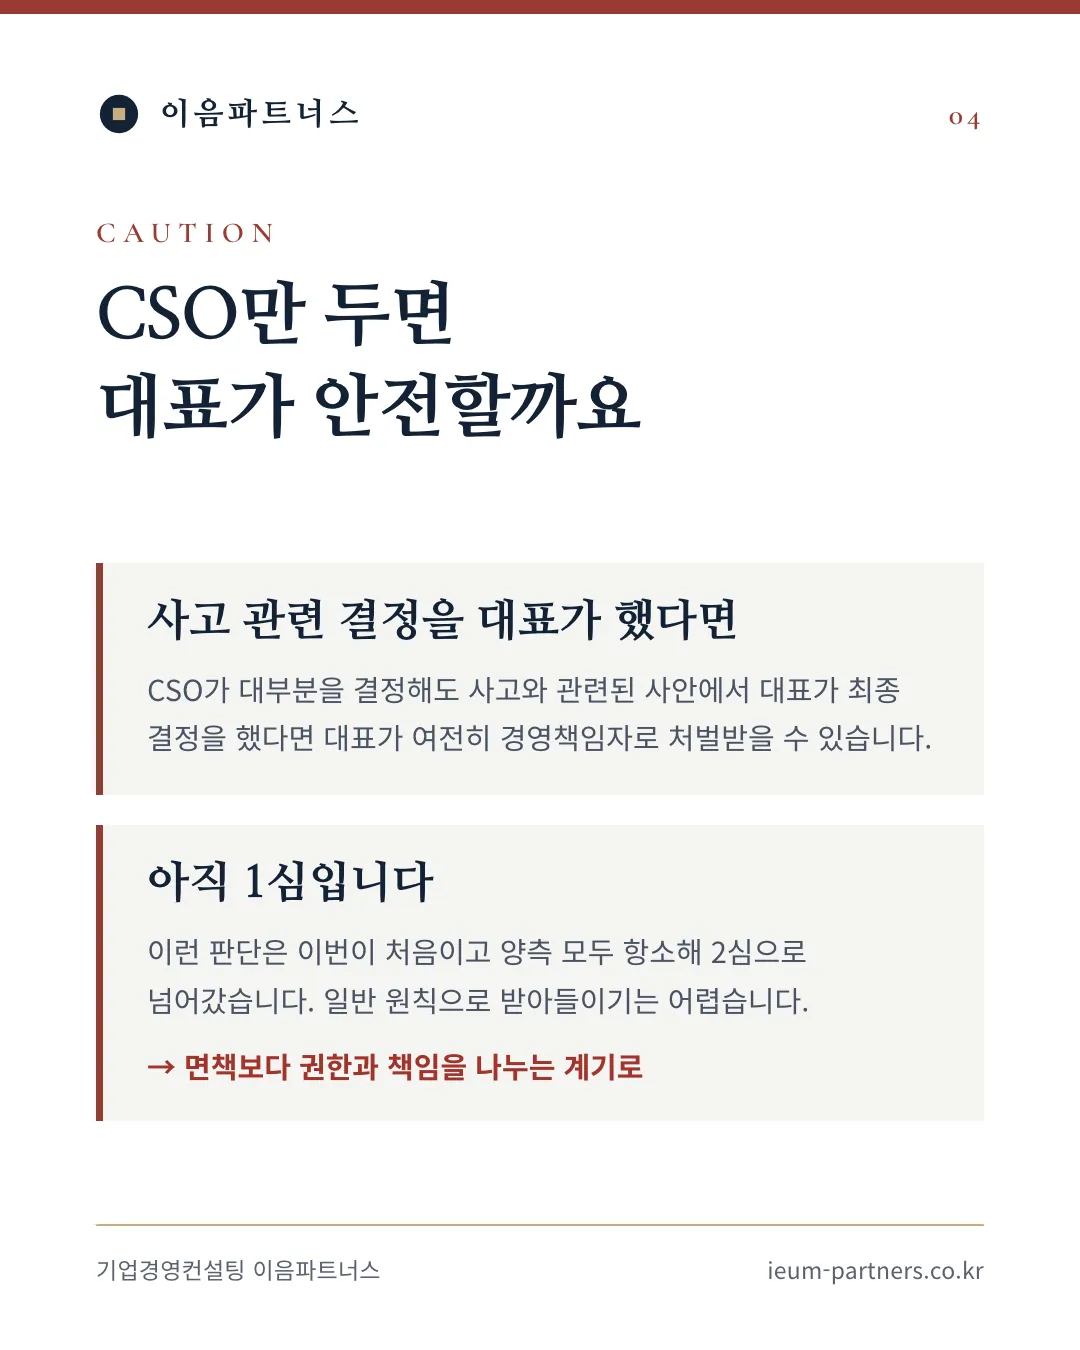 이음파트너스
04
CAUTION
CSO만 두면
대표가 안전할까요
사고 관련 결정을 대표가 했다면
CSO가 대부분을 결정해도 사고와 관련된 사안에서 대표가 최종
결정을 했다면 대표가 여전히 경영책임자로 처벌받을 수 있습니다.
아직 1심입니다
이런 판단은 이번이 처음이고 양측 모두 항소해 2심으로
넘어갔습니다. 일반 원칙으로 받아들이기는 어렵습니다.
→ 면책보다 권한과 책임을 나누는 계기로
기업경영컨설팅 이음파트너스
ieum-partners.co.kr